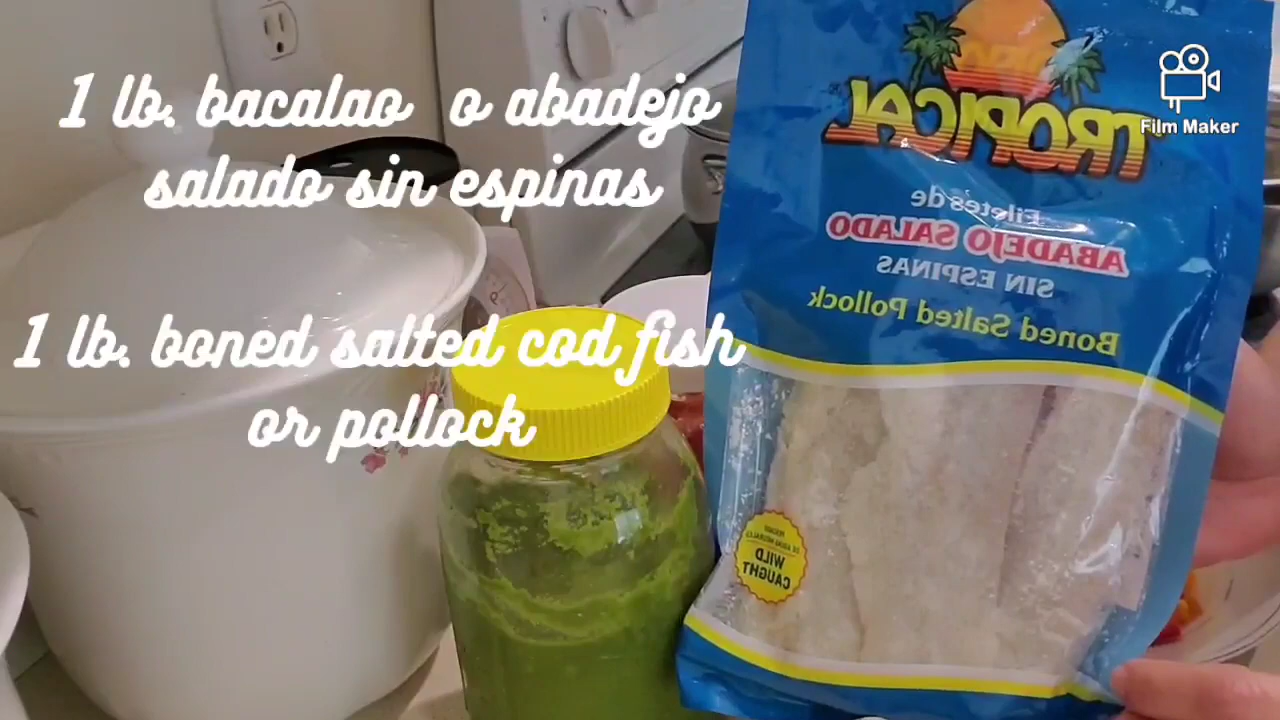 1 lb. bacalao o abadejo
salado sin espinas
1 lb. boned salted cod fish
or pollock
Film Maker
TROPICAL
Filetes de
ABADEJO SALADO
SIN ESPINAS
Boned Salted Pollock
WILD
CAUGHT